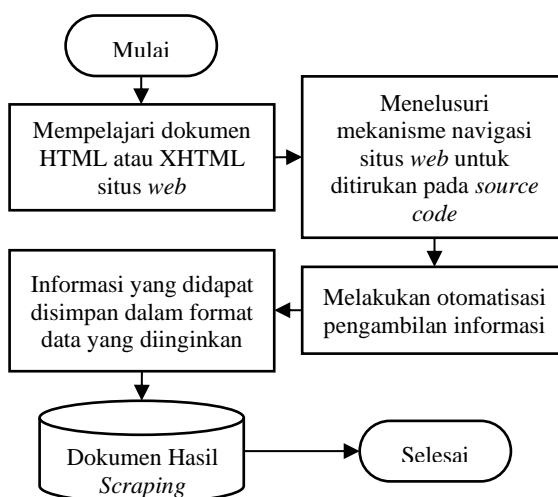 Mulai
Mempelajari dokumen
HTML atau XHTML
situs web
Menelusuri
mekanisme navigasi
situs web untuk
ditirukan pada source
code
Melakukan otomatisasi
pengambilan informasi
Informasi yang didapat
disimpan dalam format
data yang diinginkan
Dokumen Hasil
Scraping
Selesai